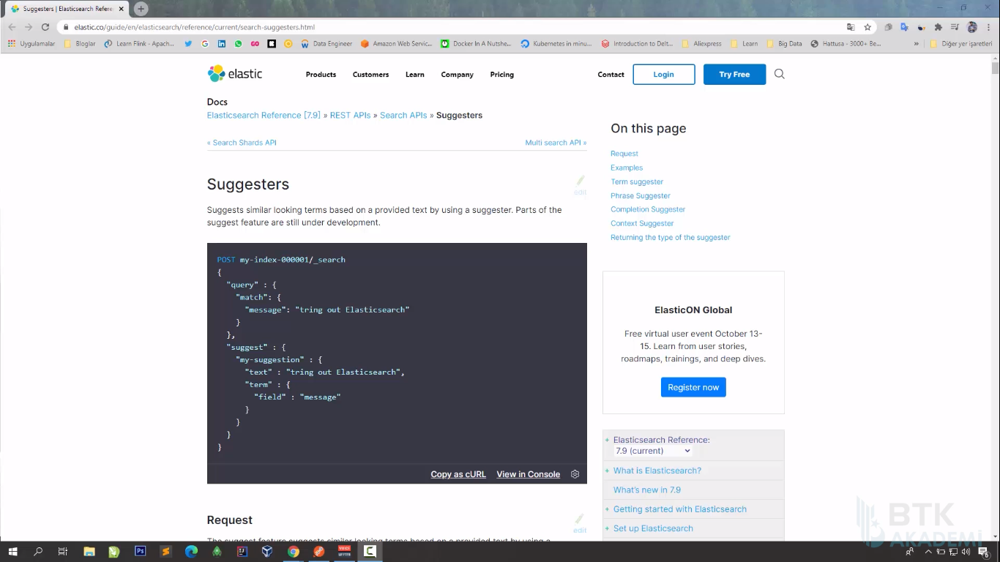 Suggesters | Elasticsearch Refere
elastic.co/guide/en/elasticsearch/reference/current/search-suggesters.html
Uygulamalar
Bloglar
Learn Flink - Apach...
Data Engineer
Amazon Web Servic...
Docker In A Nutshe...
Kubernetes in minu...
Introduction to Delt...
Aliexpress
Learn
Big Data
Hattusa - 3000+ Be...
»
Diğer yer işaretleri
elastic
Products
Customers
Learn
Company
Pricing
Contact
Login
Try Free
Docs
Elasticsearch Reference [7.9] » REST APIs » Search APIs » Suggesters
« Search Shards API
Multi search API »
Suggesters
edit
Suggests similar looking terms based on a provided text by using a suggester. Parts of the
suggest feature are still under development.
POST my-index-000001/_search
{
"query" : {
"match": {
"message": "tring out Elasticsearch"
}
},
"suggest" : {
"my-suggestion" : {
"text" : "tring out Elasticsearch",
"term" : {
"field" : "message"
}
}
}
}
Copy as cURL
View in Console
Request
edit
The suggest feature suggests similar looking terms based on a provided text by using a
On this page
Request
Examples
Term suggester
Phrase Suggester
Completion Suggester
Context Suggester
Returning the type of the suggester
ElasticON Global
Free virtual user event October 13-
15. Learn from user stories,
roadmaps, trainings, and deep dives.
Register now
+ Elasticsearch Reference:
7.9 (current)
+ What is Elasticsearch?
What's new in 7.9
+ Getting started with Elasticsearch
+ Set up Elasticsearch
BTK
AKADEMİ